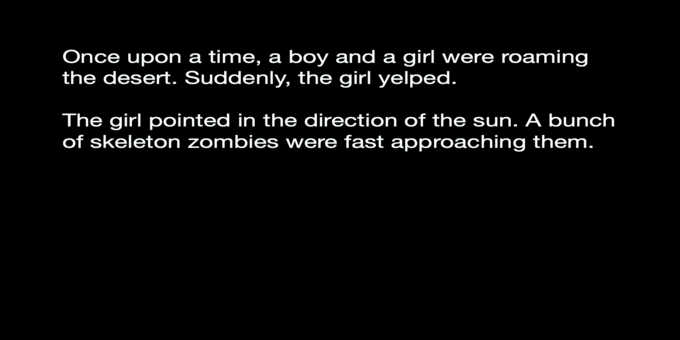 Once upon a time, a boy and a girl were roaming
the desert. Suddenly, the girl yelped.
The girl pointed in the direction of the sun. A bunch
of skeleton zombies were fast approaching them.